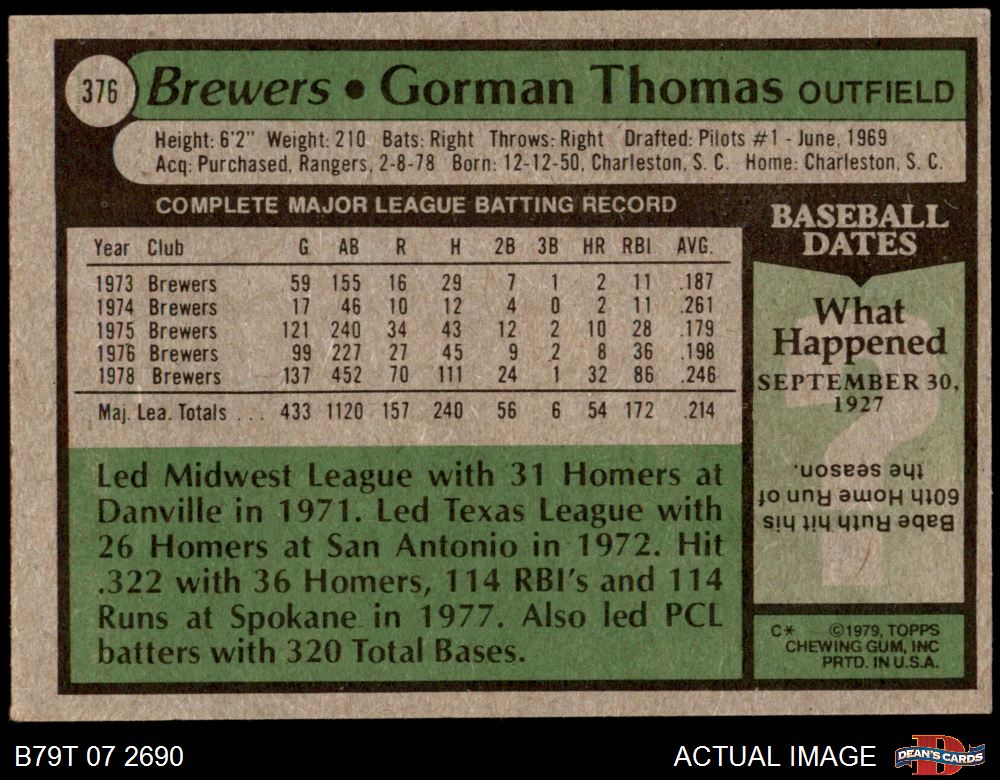 376 Brewers • Gorman Thomas OUTFIELD
Height: 6'2" Weight: 210 Bats: Right Throws: Right Drafted: Pilots #1 - June, 1969
Acq: Purchased, Rangers, 2-8-78 Born: 12-12-50, Charleston, S. C. Home: Charleston, S. C.
COMPLETE MAJOR LEAGUE BATTING RECORD
Year Club G AB R H 2B 3B HR RBI AVG.
1973 Brewers 59 155 16 29 7 1 2 11 .187
1974 Brewers 17 46 10 12 4 0 2 11 .261
1975 Brewers 121 240 34 43 12 2 10 28 .179
1976 Brewers 99 227 27 45 9 2 8 36 .198
1978 Brewers 137 452 70 111 24 1 32 86 .246
Maj. Lea. Totals . . . 433 1120 157 240 56 6 54 172 .214
Led Midwest League with 31 Homers at
Danville in 1971. Led Texas League with
26 Homers at San Antonio in 1972. Hit
.322 with 36 Homers, 114 RBI's and 114
Runs at Spokane in 1977. Also led PCL
batters with 320 Total Bases.
BASEBALL
DATES
What
Happened
SEPTEMBER 30,
1927
Babe Ruth hit his
60th Home Run of
the season.
C* ©1979, TOPPS
CHEWING GUM, INC
PRTD. IN U.S.A.
B79T 07 2690
ACTUAL IMAGE
DEAN'S CARDS